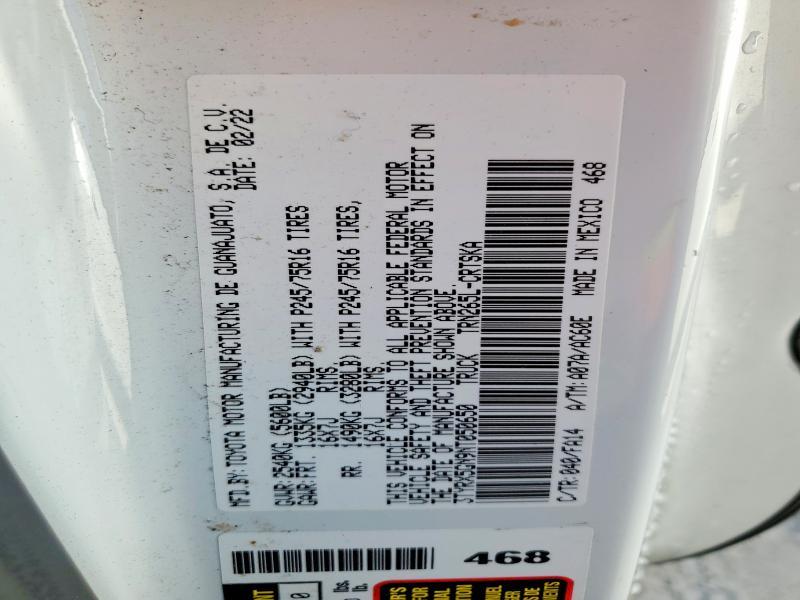 MFD.BY: TOYOTA MOTOR MANUFACTURING DE GUANAJUATO, S.A. DE C.V.
DATE: 02/22
GVWR: 2540KG (5600LB)
GAWR: FRT. 1335KG (2940LB) WITH P245/75R16 TIRES
16X7J RIMS
RR. 1490KG (3280LB) WITH P245/75R16 TIRES,
16X7J RIMS
THIS VEHICLE CONFORMS TO ALL APPLICABLE FEDERAL MOTOR
VEHICLE SAFETY AND THEFT PREVENTION STANDARDS IN EFFECT ON
THE DATE OF MANUFACTURE SHOWN ABOVE.
TRUCK TRN265L-CRTSKA
C/TR: 040/FA14 A/TM: A07A/AC60E MADE IN MEXICO 468
468
lbs.
lb.